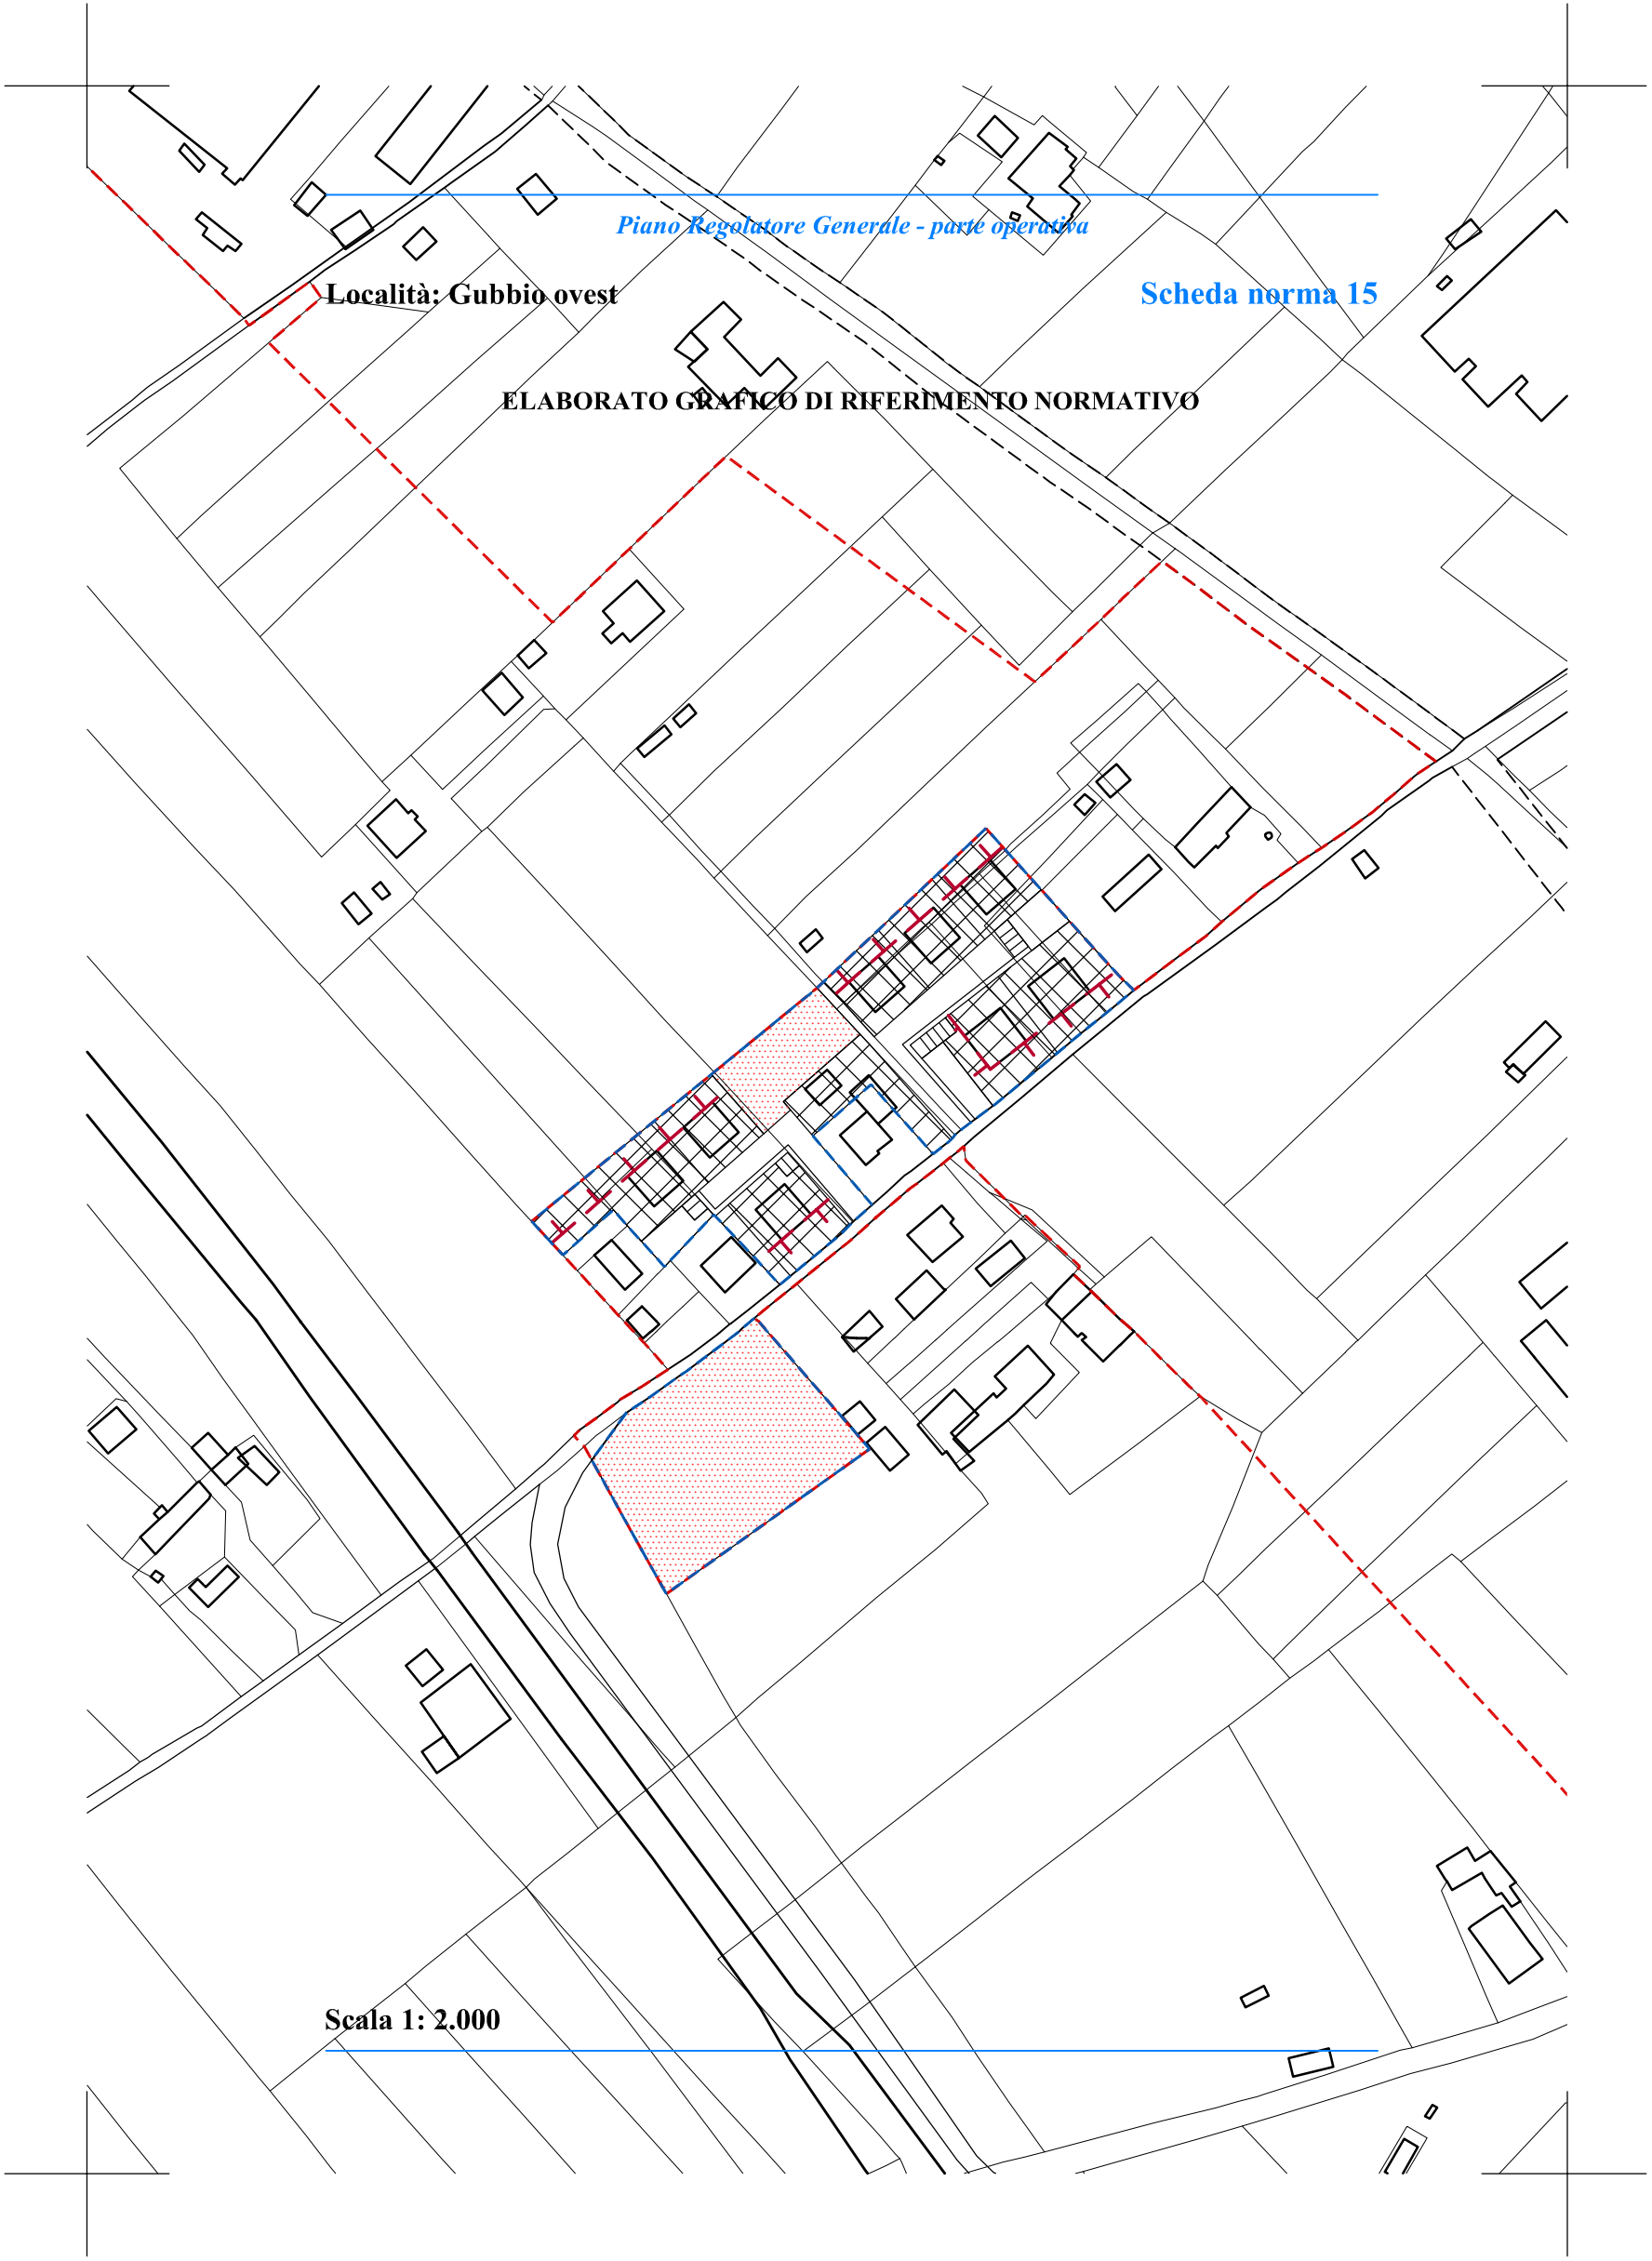 Piano Regolatore Generale - parte operativa
Località: Gubbio ovest
Scheda norma 15
ELABORATO GRAFICO DI RIFERIMENTO NORMATIVO
Scala 1: 2.000